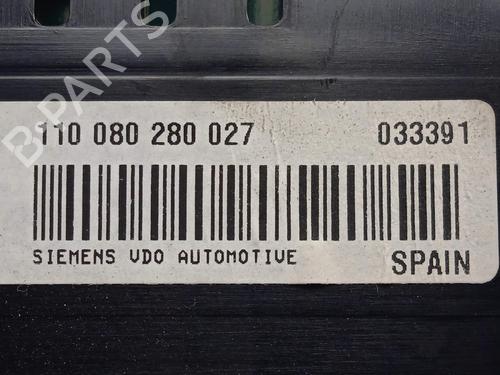 B-PARTS
110 080 280 027 033391
SIEMENS VDO AUTOMOTIVE SPAIN